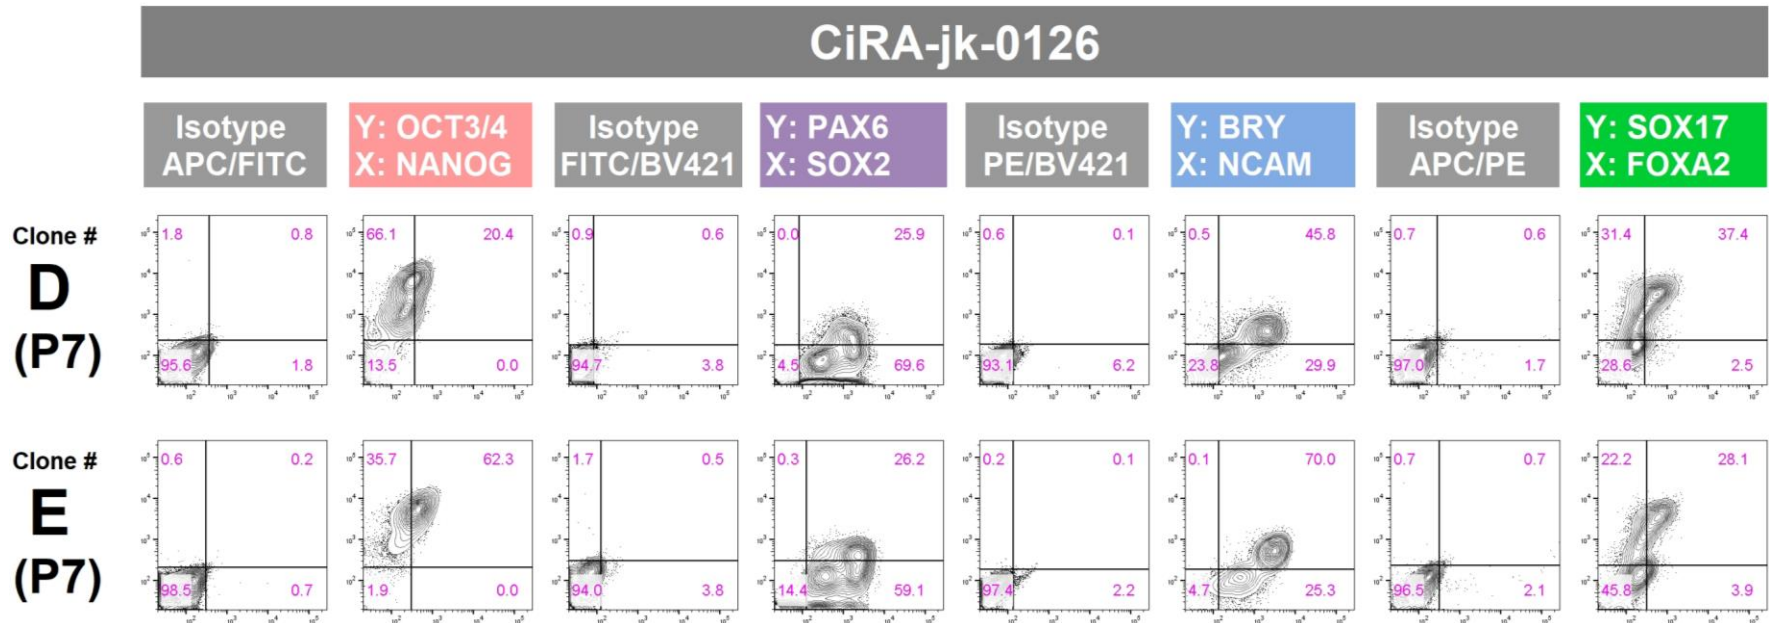 CiRA-jk-0126
Isotype APC/FITC
Y: OCT3/4 X: NANOG
Isotype FITC/BV421
Y: PAX6 X: SOX2
Isotype PE/BV421
Y: BRY X: NCAM
Isotype APC/PE
Y: SOX17 X: FOXA2
Clone #
D
(P7)
1.8 0.8
95.6 1.8
66.1 20.4
13.5 0.0
0.9 0.6
94.7 3.8
0.0 25.9
4.5 69.6
0.6 0.1
93.1 6.2
0.5 45.8
23.8 29.9
0.7 0.6
97.0 1.7
31.4 37.4
28.6 2.5
Clone #
E
(P7)
0.6 0.2
98.5 0.7
35.7 62.3
1.9 0.0
1.7 0.5
94.0 3.8
0.3 26.2
14.4 59.1
0.2 0.1
97.4 2.2
0.1 70.0
4.7 25.3
0.7 0.7
96.5 2.1
22.2 28.1
45.8 3.9